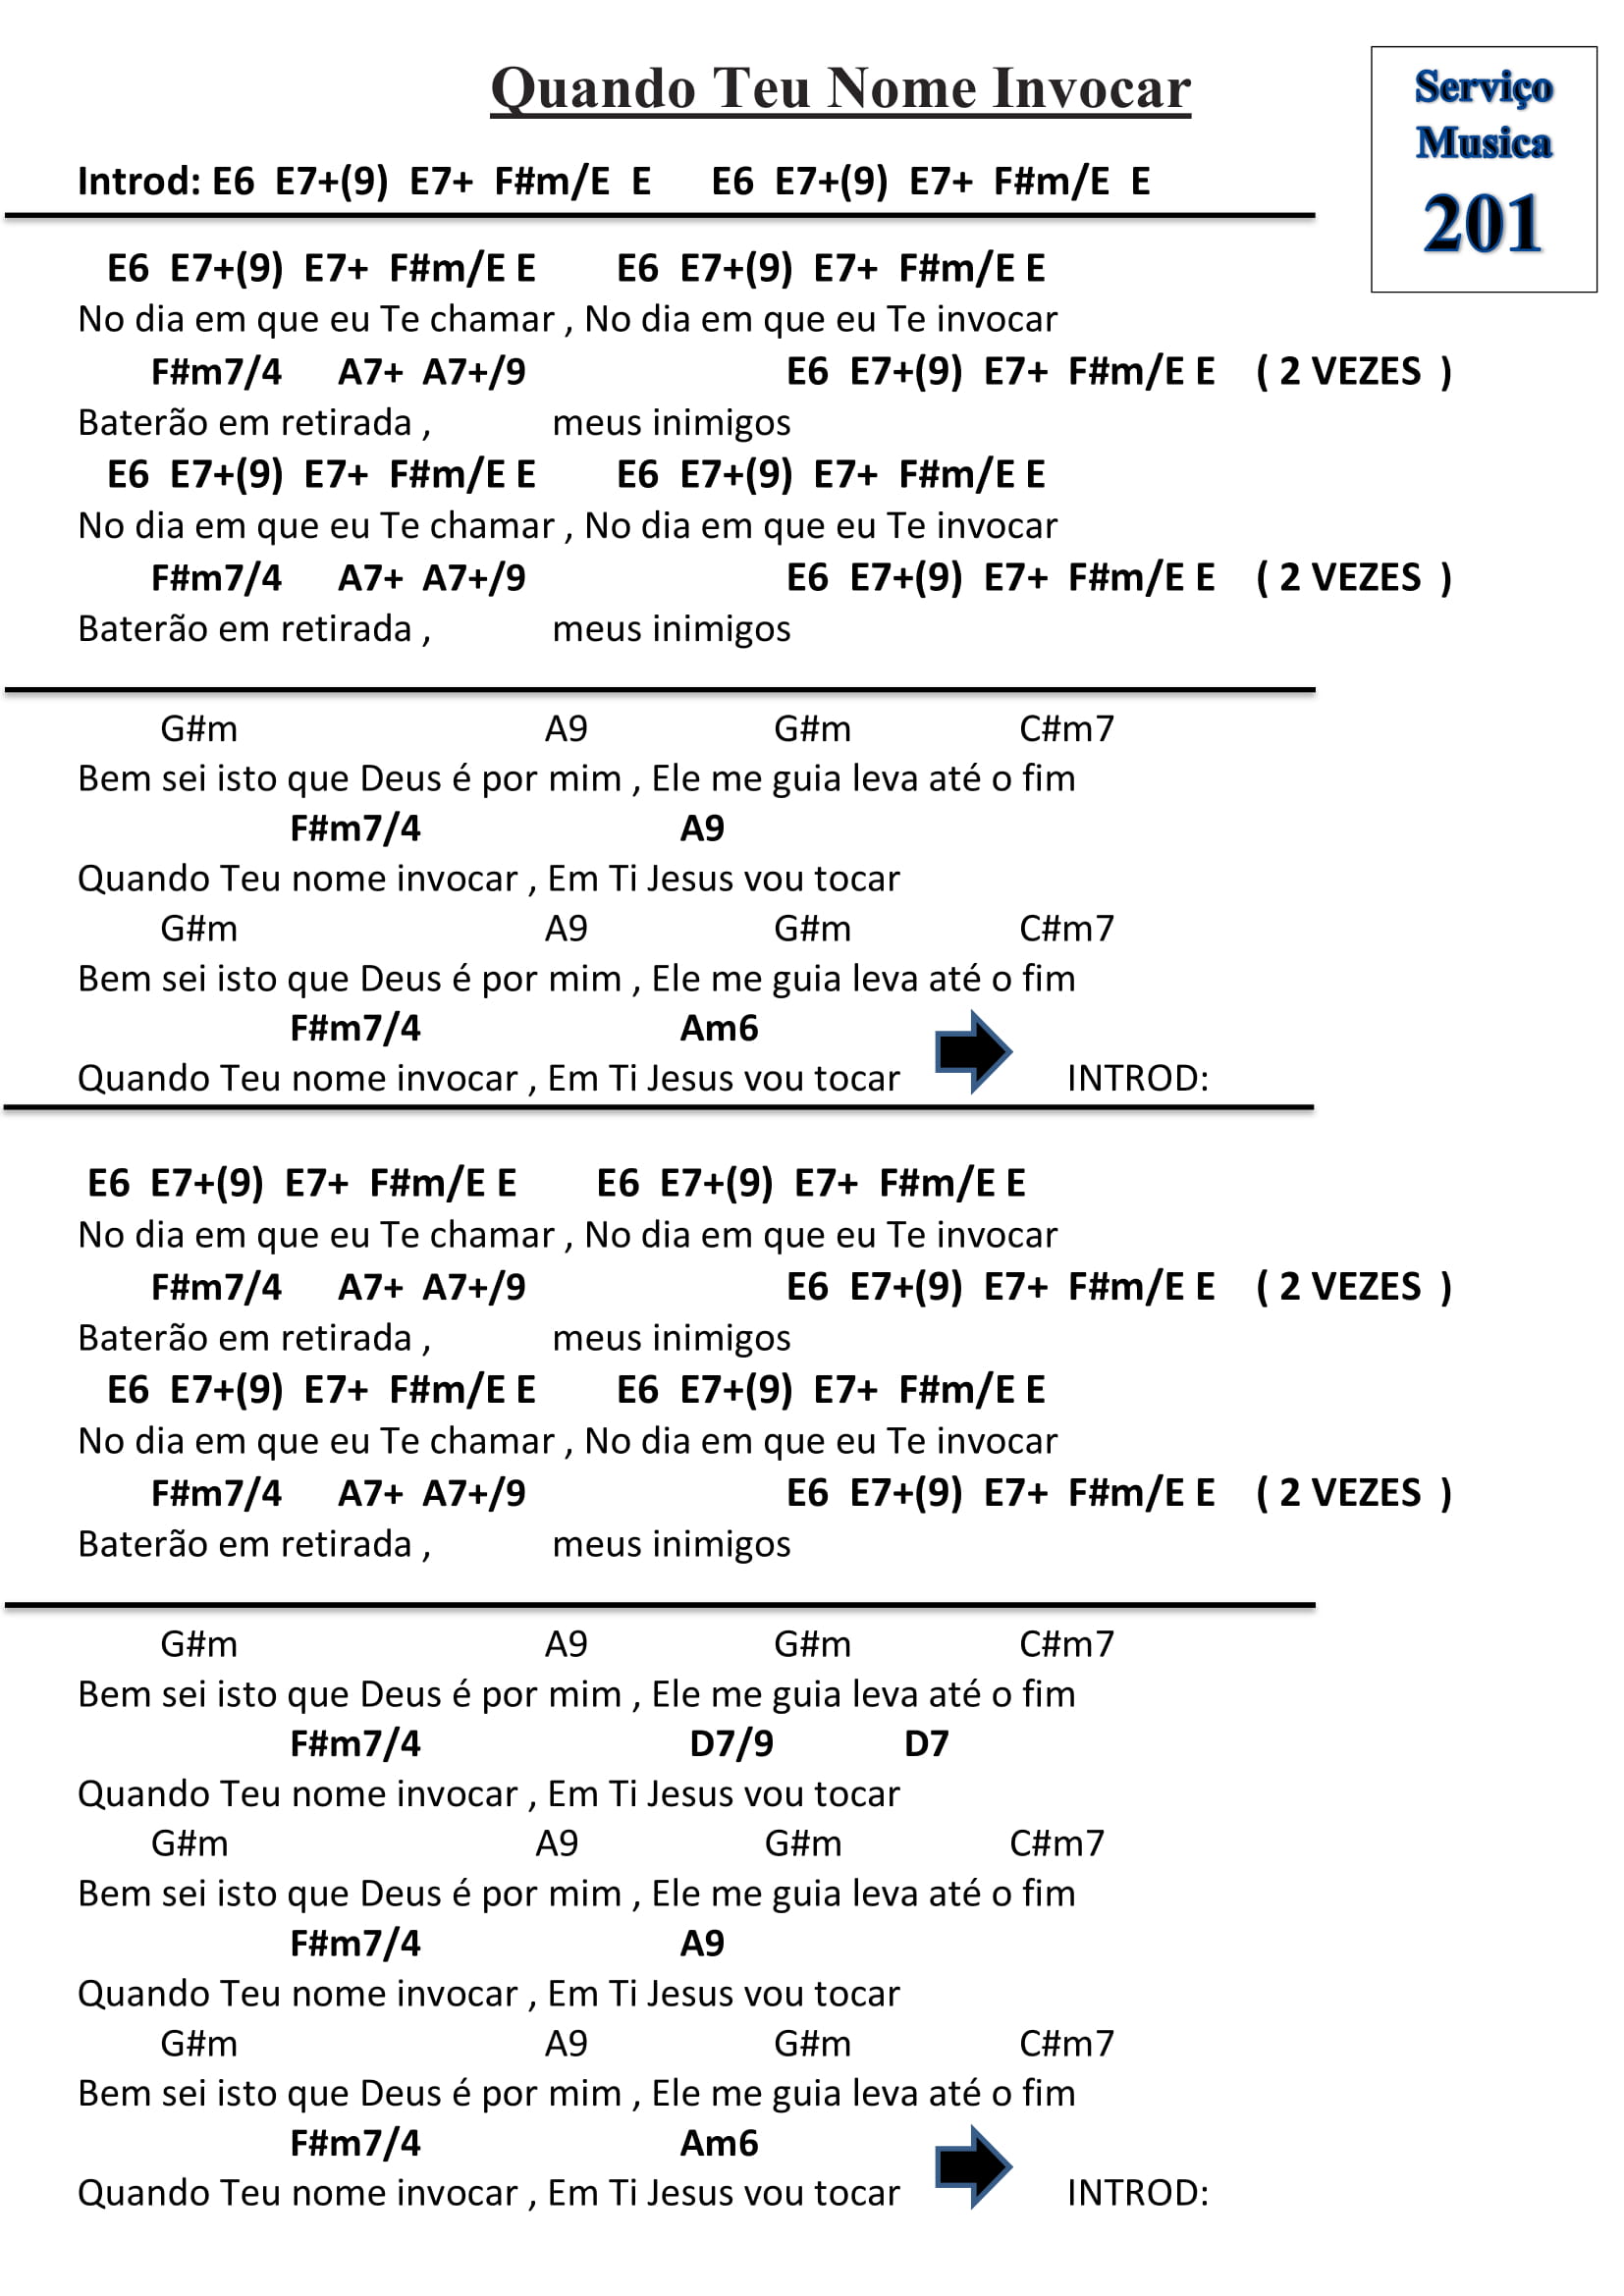 Quando Teu Nome Invocar
Serviço
Musica
201
Introd: E6 E7+(9) E7+ F#m/E E E6 E7+(9) E7+ F#m/E E
E6 E7+(9) E7+ F#m/E E E6 E7+(9) E7+ F#m/E E
No dia em que eu Te chamar , No dia em que eu Te invocar
F#m7/4 A7+ A7+/9 E6 E7+(9) E7+ F#m/E E ( 2 VEZES )
Baterão em retirada , meus inimigos
E6 E7+(9) E7+ F#m/E E E6 E7+(9) E7+ F#m/E E
No dia em que eu Te chamar , No dia em que eu Te invocar
F#m7/4 A7+ A7+/9 E6 E7+(9) E7+ F#m/E E ( 2 VEZES )
Baterão em retirada , meus inimigos
G#m A9 G#m C#m7
Bem sei isto que Deus é por mim , Ele me guia leva até o fim
F#m7/4 A9
Quando Teu nome invocar , Em Ti Jesus vou tocar
G#m A9 G#m C#m7
Bem sei isto que Deus é por mim , Ele me guia leva até o fim
F#m7/4 Am6
Quando Teu nome invocar , Em Ti Jesus vou tocar INTROD:
E6 E7+(9) E7+ F#m/E E E6 E7+(9) E7+ F#m/E E
No dia em que eu Te chamar , No dia em que eu Te invocar
F#m7/4 A7+ A7+/9 E6 E7+(9) E7+ F#m/E E ( 2 VEZES )
Baterão em retirada , meus inimigos
E6 E7+(9) E7+ F#m/E E E6 E7+(9) E7+ F#m/E E
No dia em que eu Te chamar , No dia em que eu Te invocar
F#m7/4 A7+ A7+/9 E6 E7+(9) E7+ F#m/E E ( 2 VEZES )
Baterão em retirada , meus inimigos
G#m A9 G#m C#m7
Bem sei isto que Deus é por mim , Ele me guia leva até o fim
F#m7/4 D7/9 D7
Quando Teu nome invocar , Em Ti Jesus vou tocar
G#m A9 G#m C#m7
Bem sei isto que Deus é por mim , Ele me guia leva até o fim
F#m7/4 A9
Quando Teu nome invocar , Em Ti Jesus vou tocar
G#m A9 G#m C#m7
Bem sei isto que Deus é por mim , Ele me guia leva até o fim
F#m7/4 Am6
Quando Teu nome invocar , Em Ti Jesus vou tocar INTROD: